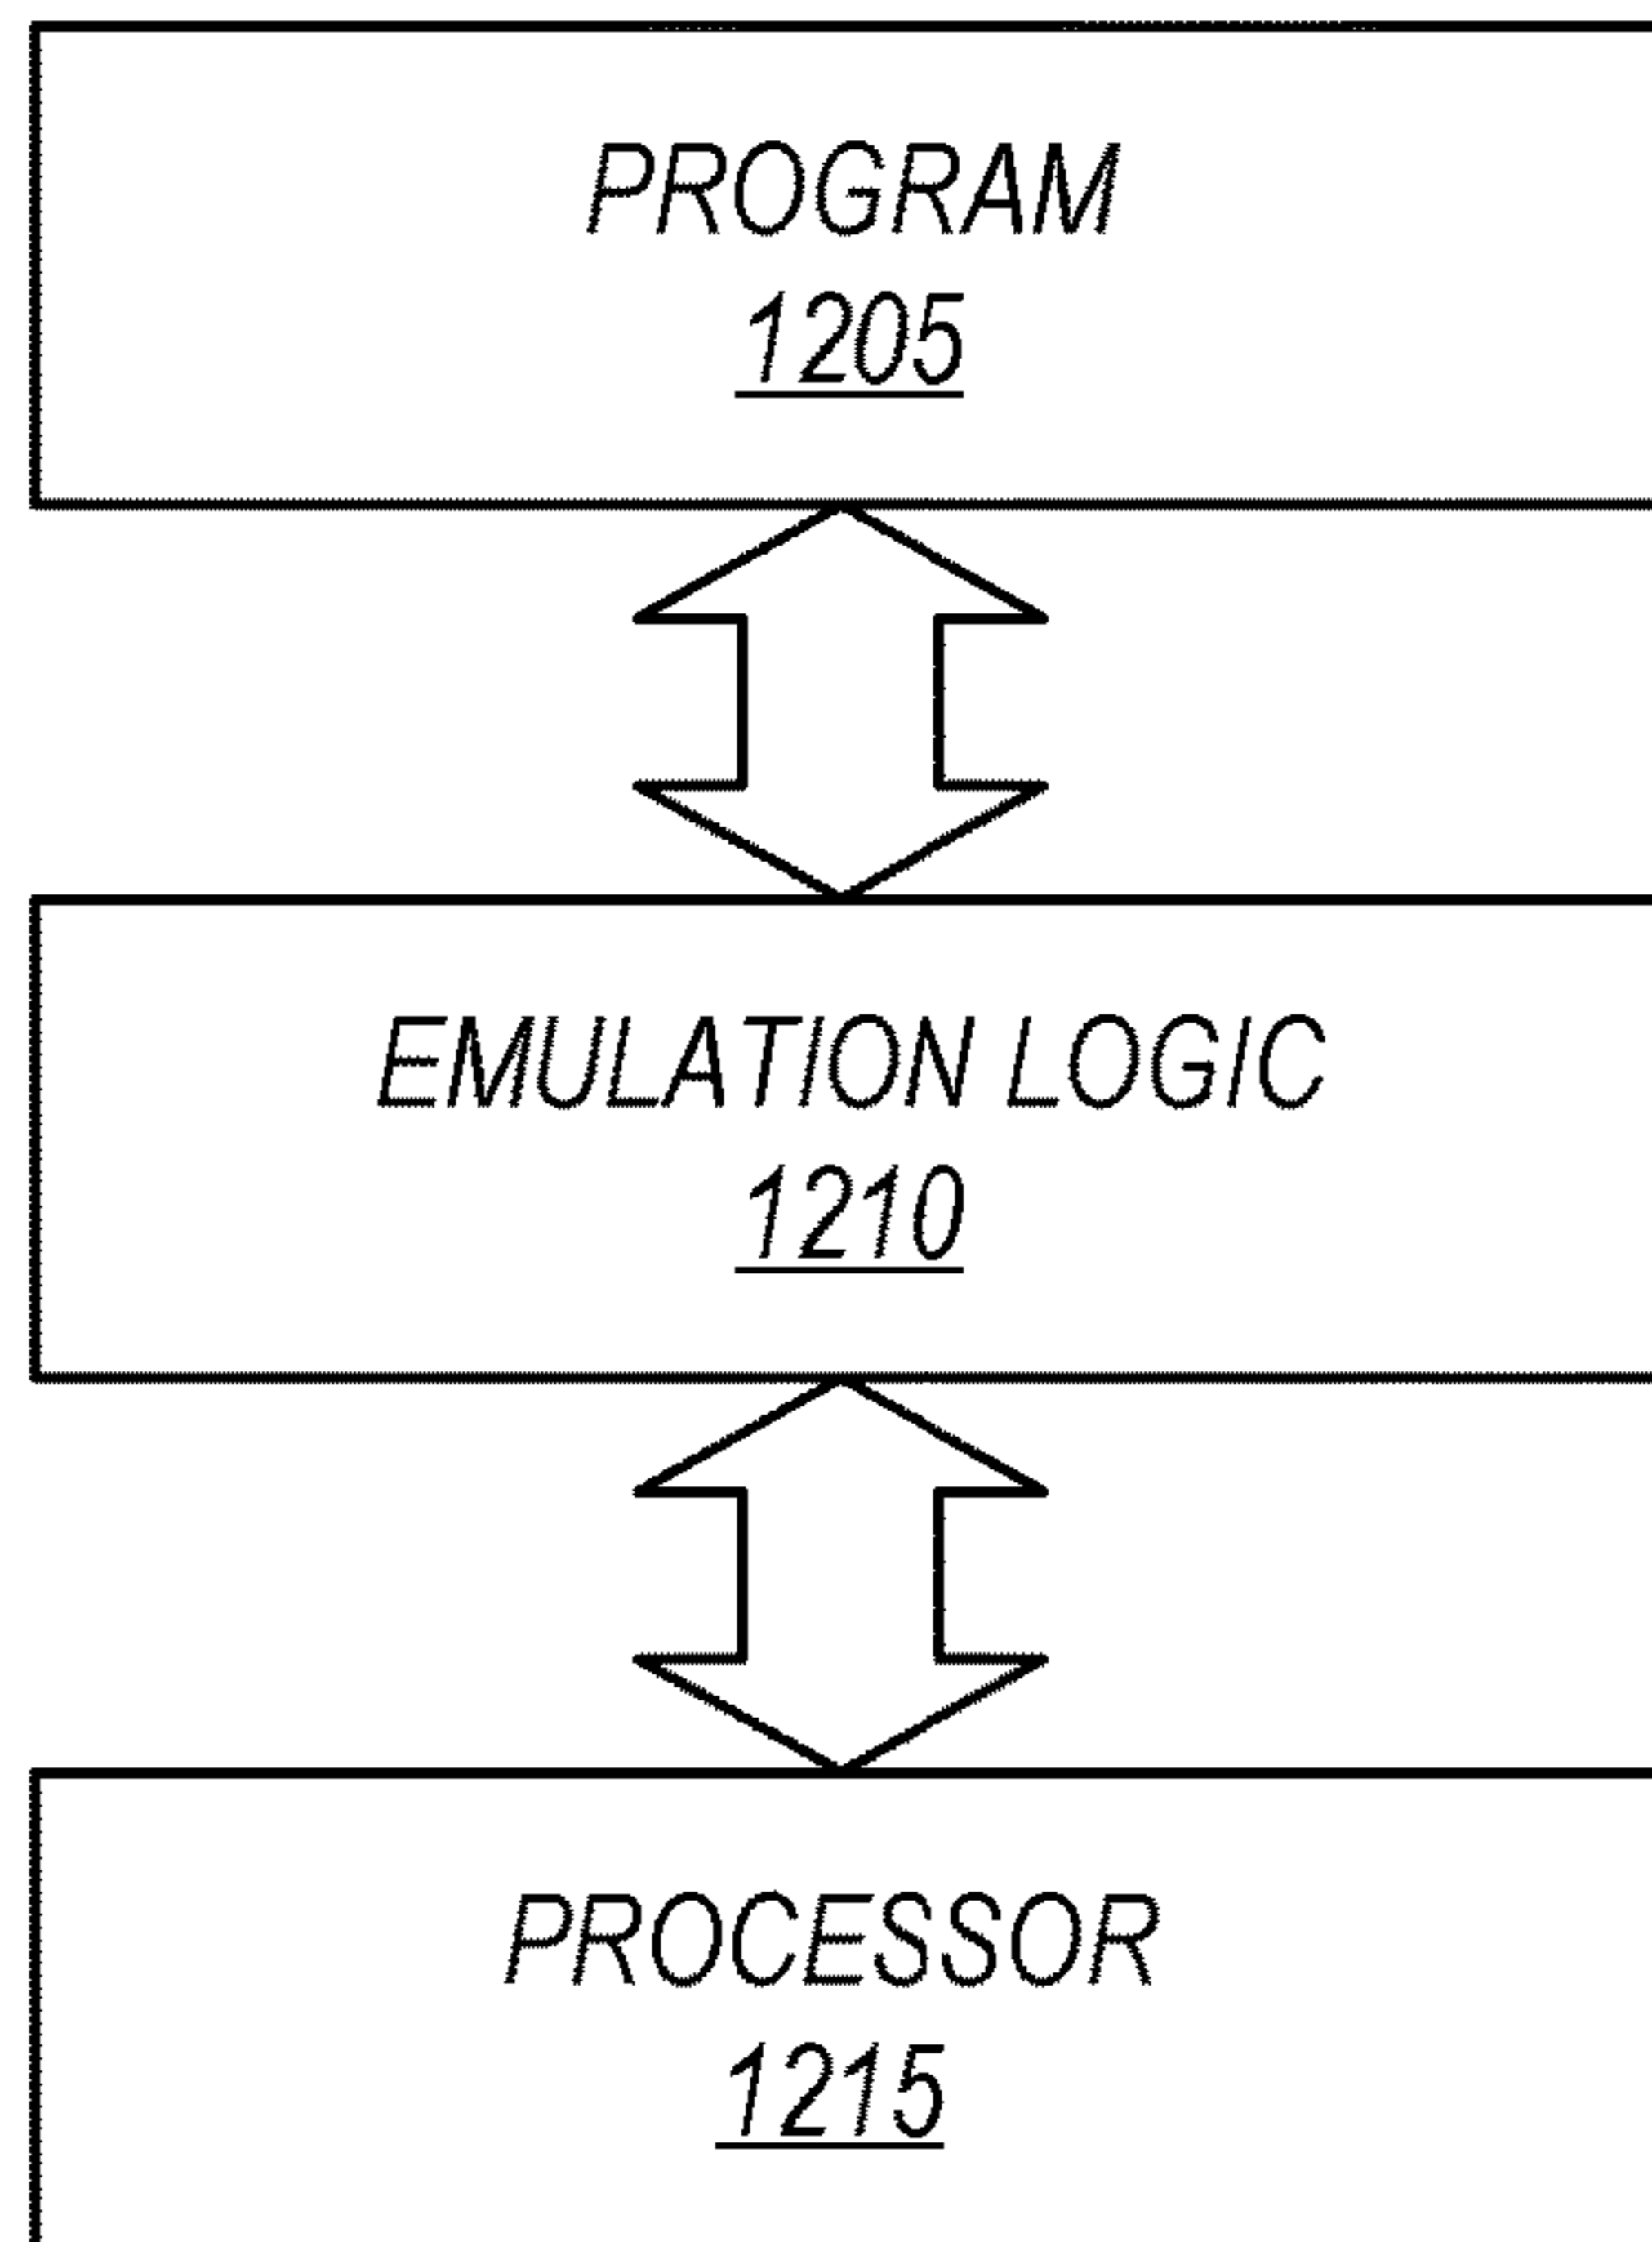 PROGRAM
1205
EMULATION LOGIC
1210
PROCESSOR
1215